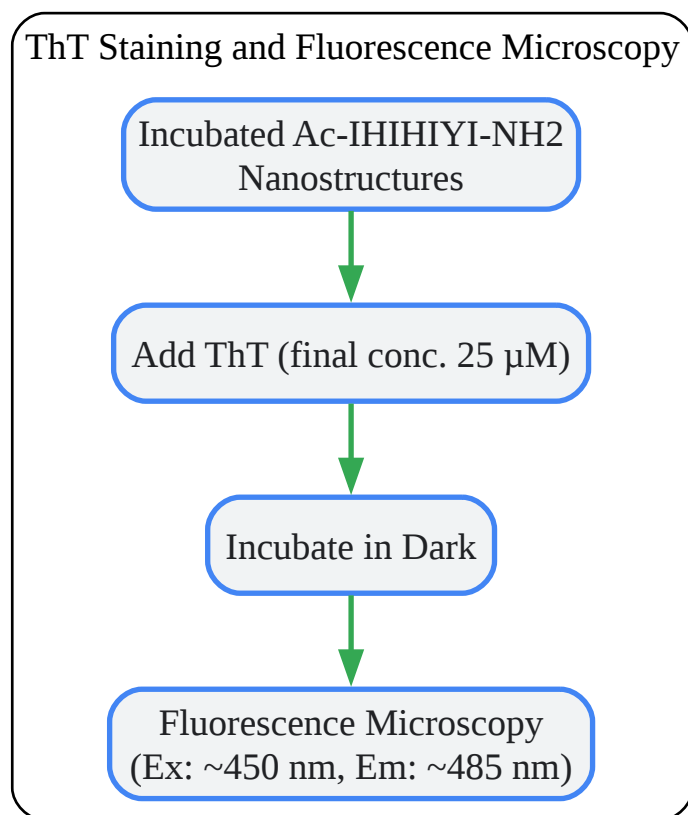 ThT Staining and Fluorescence Microscopy
Incubated Ac-IHIHIYI-NH2
Nanostructures
Add ThT (final conc. 25 µM)
Incubate in Dark
Fluorescence Microscopy
(Ex: ~450 nm, Em: ~485 nm)